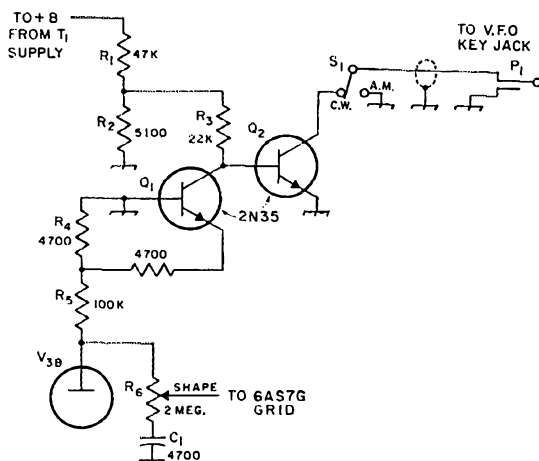 TO +B
FROM T1
SUPPLY
R1
47K
R2
5100
R3
22K
Q1
Q2
2N35
R4
4700
4700
R5
100K
V3B
R6
SHAPE
2 MEG.
TO 6AS7G
GRID
C1
4700
S1
C.W.
A.M.
TO V.F.O
KEY JACK
P1